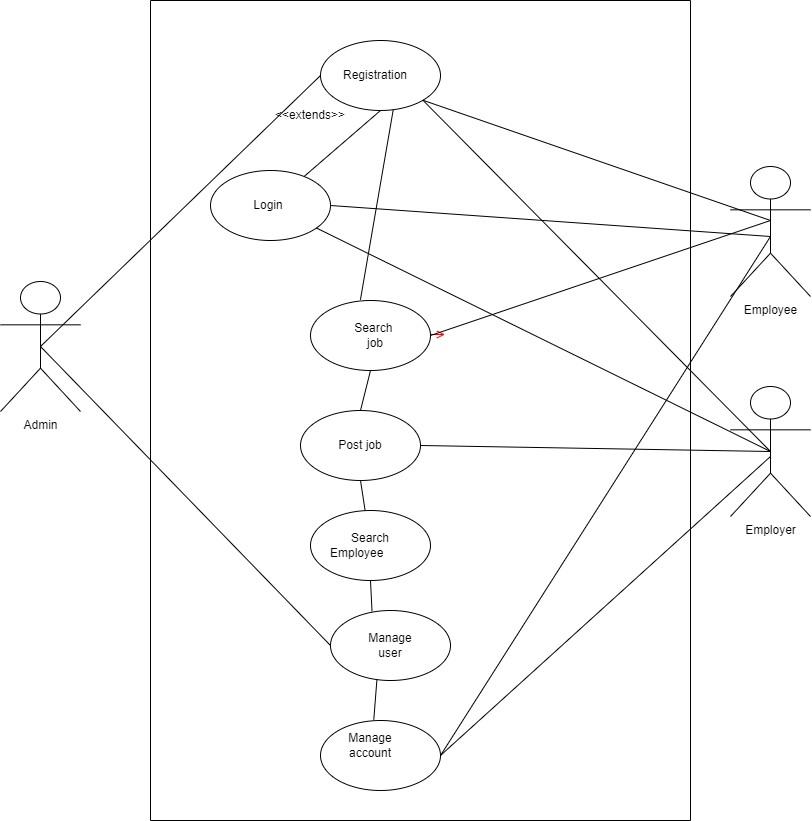 Registration
<<extends>>
Login
Employee
Search
job
Admin
Post job
Employer
Search
Employee
Manage
user
Manage
account